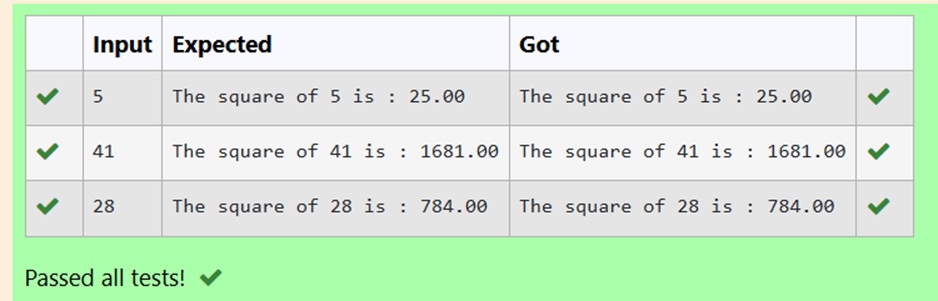 Input Expected Got
5 The square of 5 is : 25.00 The square of 5 is : 25.00
41 The square of 41 is : 1681.00 The square of 41 is : 1681.00
28 The square of 28 is : 784.00 The square of 28 is : 784.00
Passed all tests!